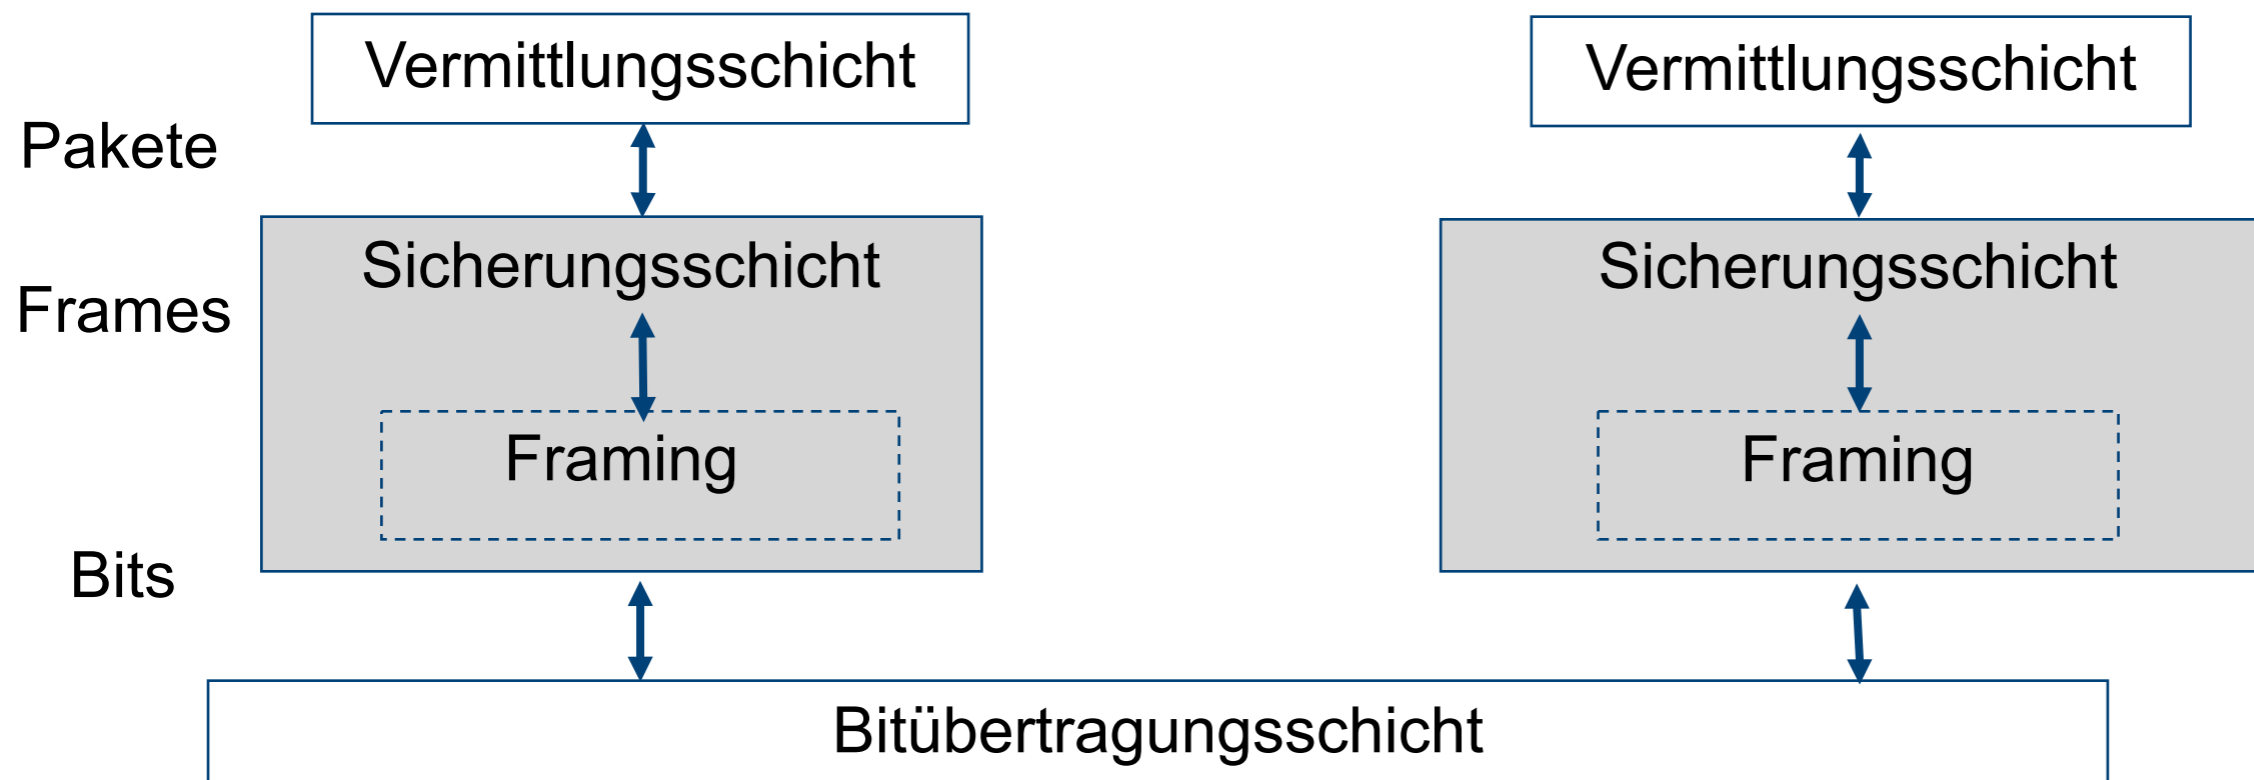 Vermittlungsschicht
Vermittlungsschicht
Pakete
Sicherungsschicht
Sicherungsschicht
Frames
Framing
Framing
Bits
Bitübertragungsschicht